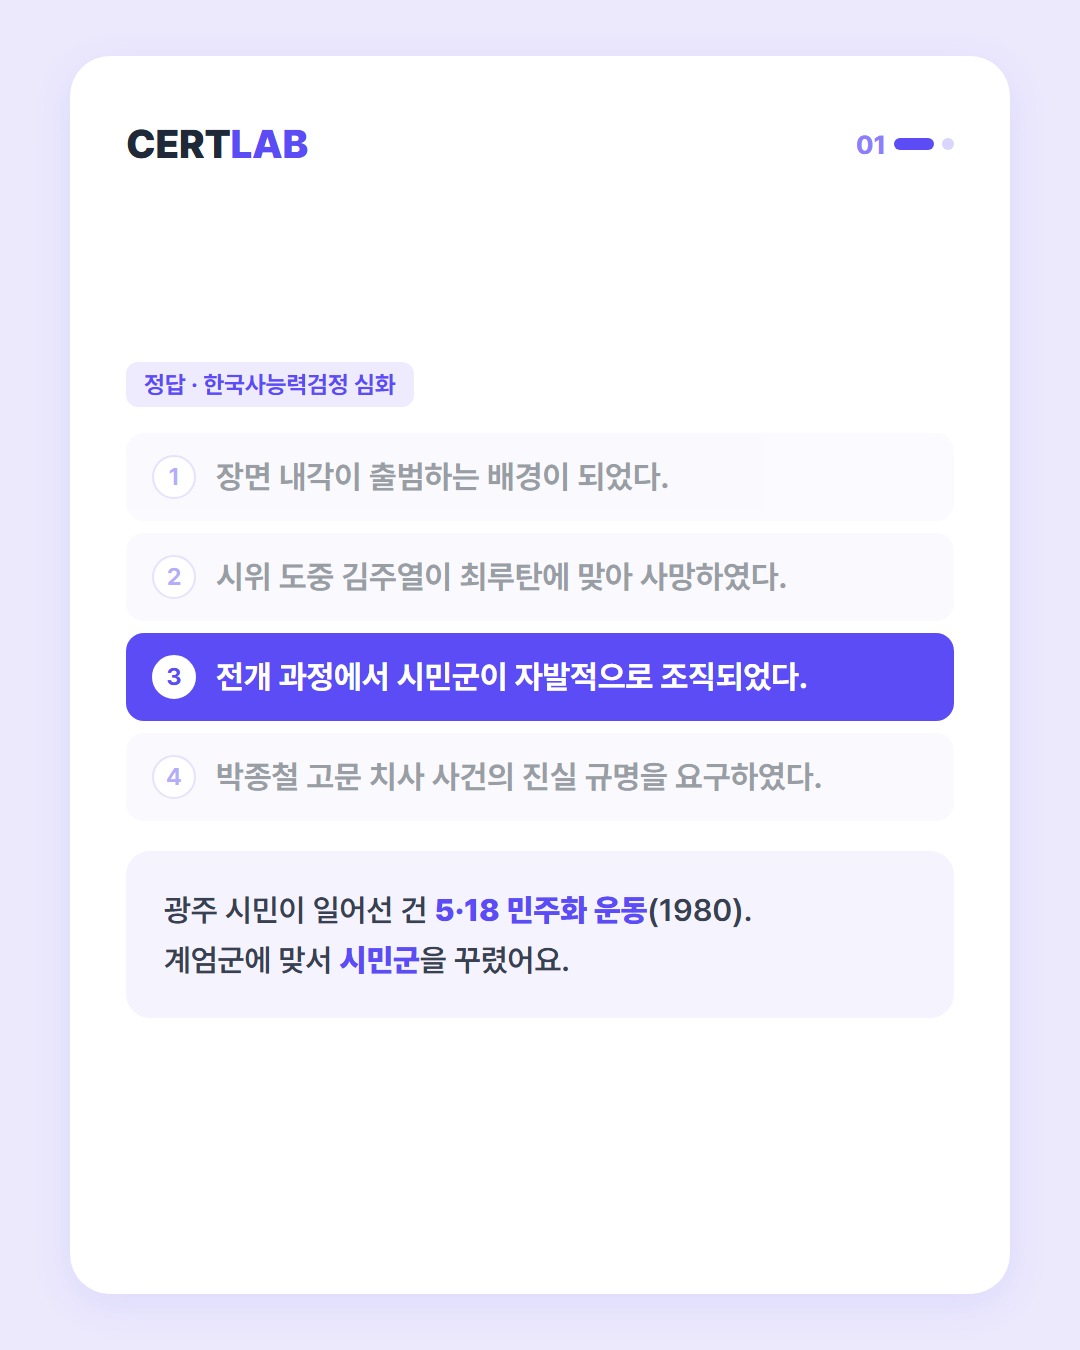 CERTLAB
01
정답 · 한국사능력검정 심화
1 장면 내각이 출범하는 배경이 되었다.
2 시위 도중 김주열이 최루탄에 맞아 사망하였다.
3 전개 과정에서 시민군이 자발적으로 조직되었다.
4 박종철 고문 치사 사건의 진실 규명을 요구하였다.
광주 시민이 일어선 건 5·18 민주화 운동(1980).
계엄군에 맞서 시민군을 꾸렸어요.